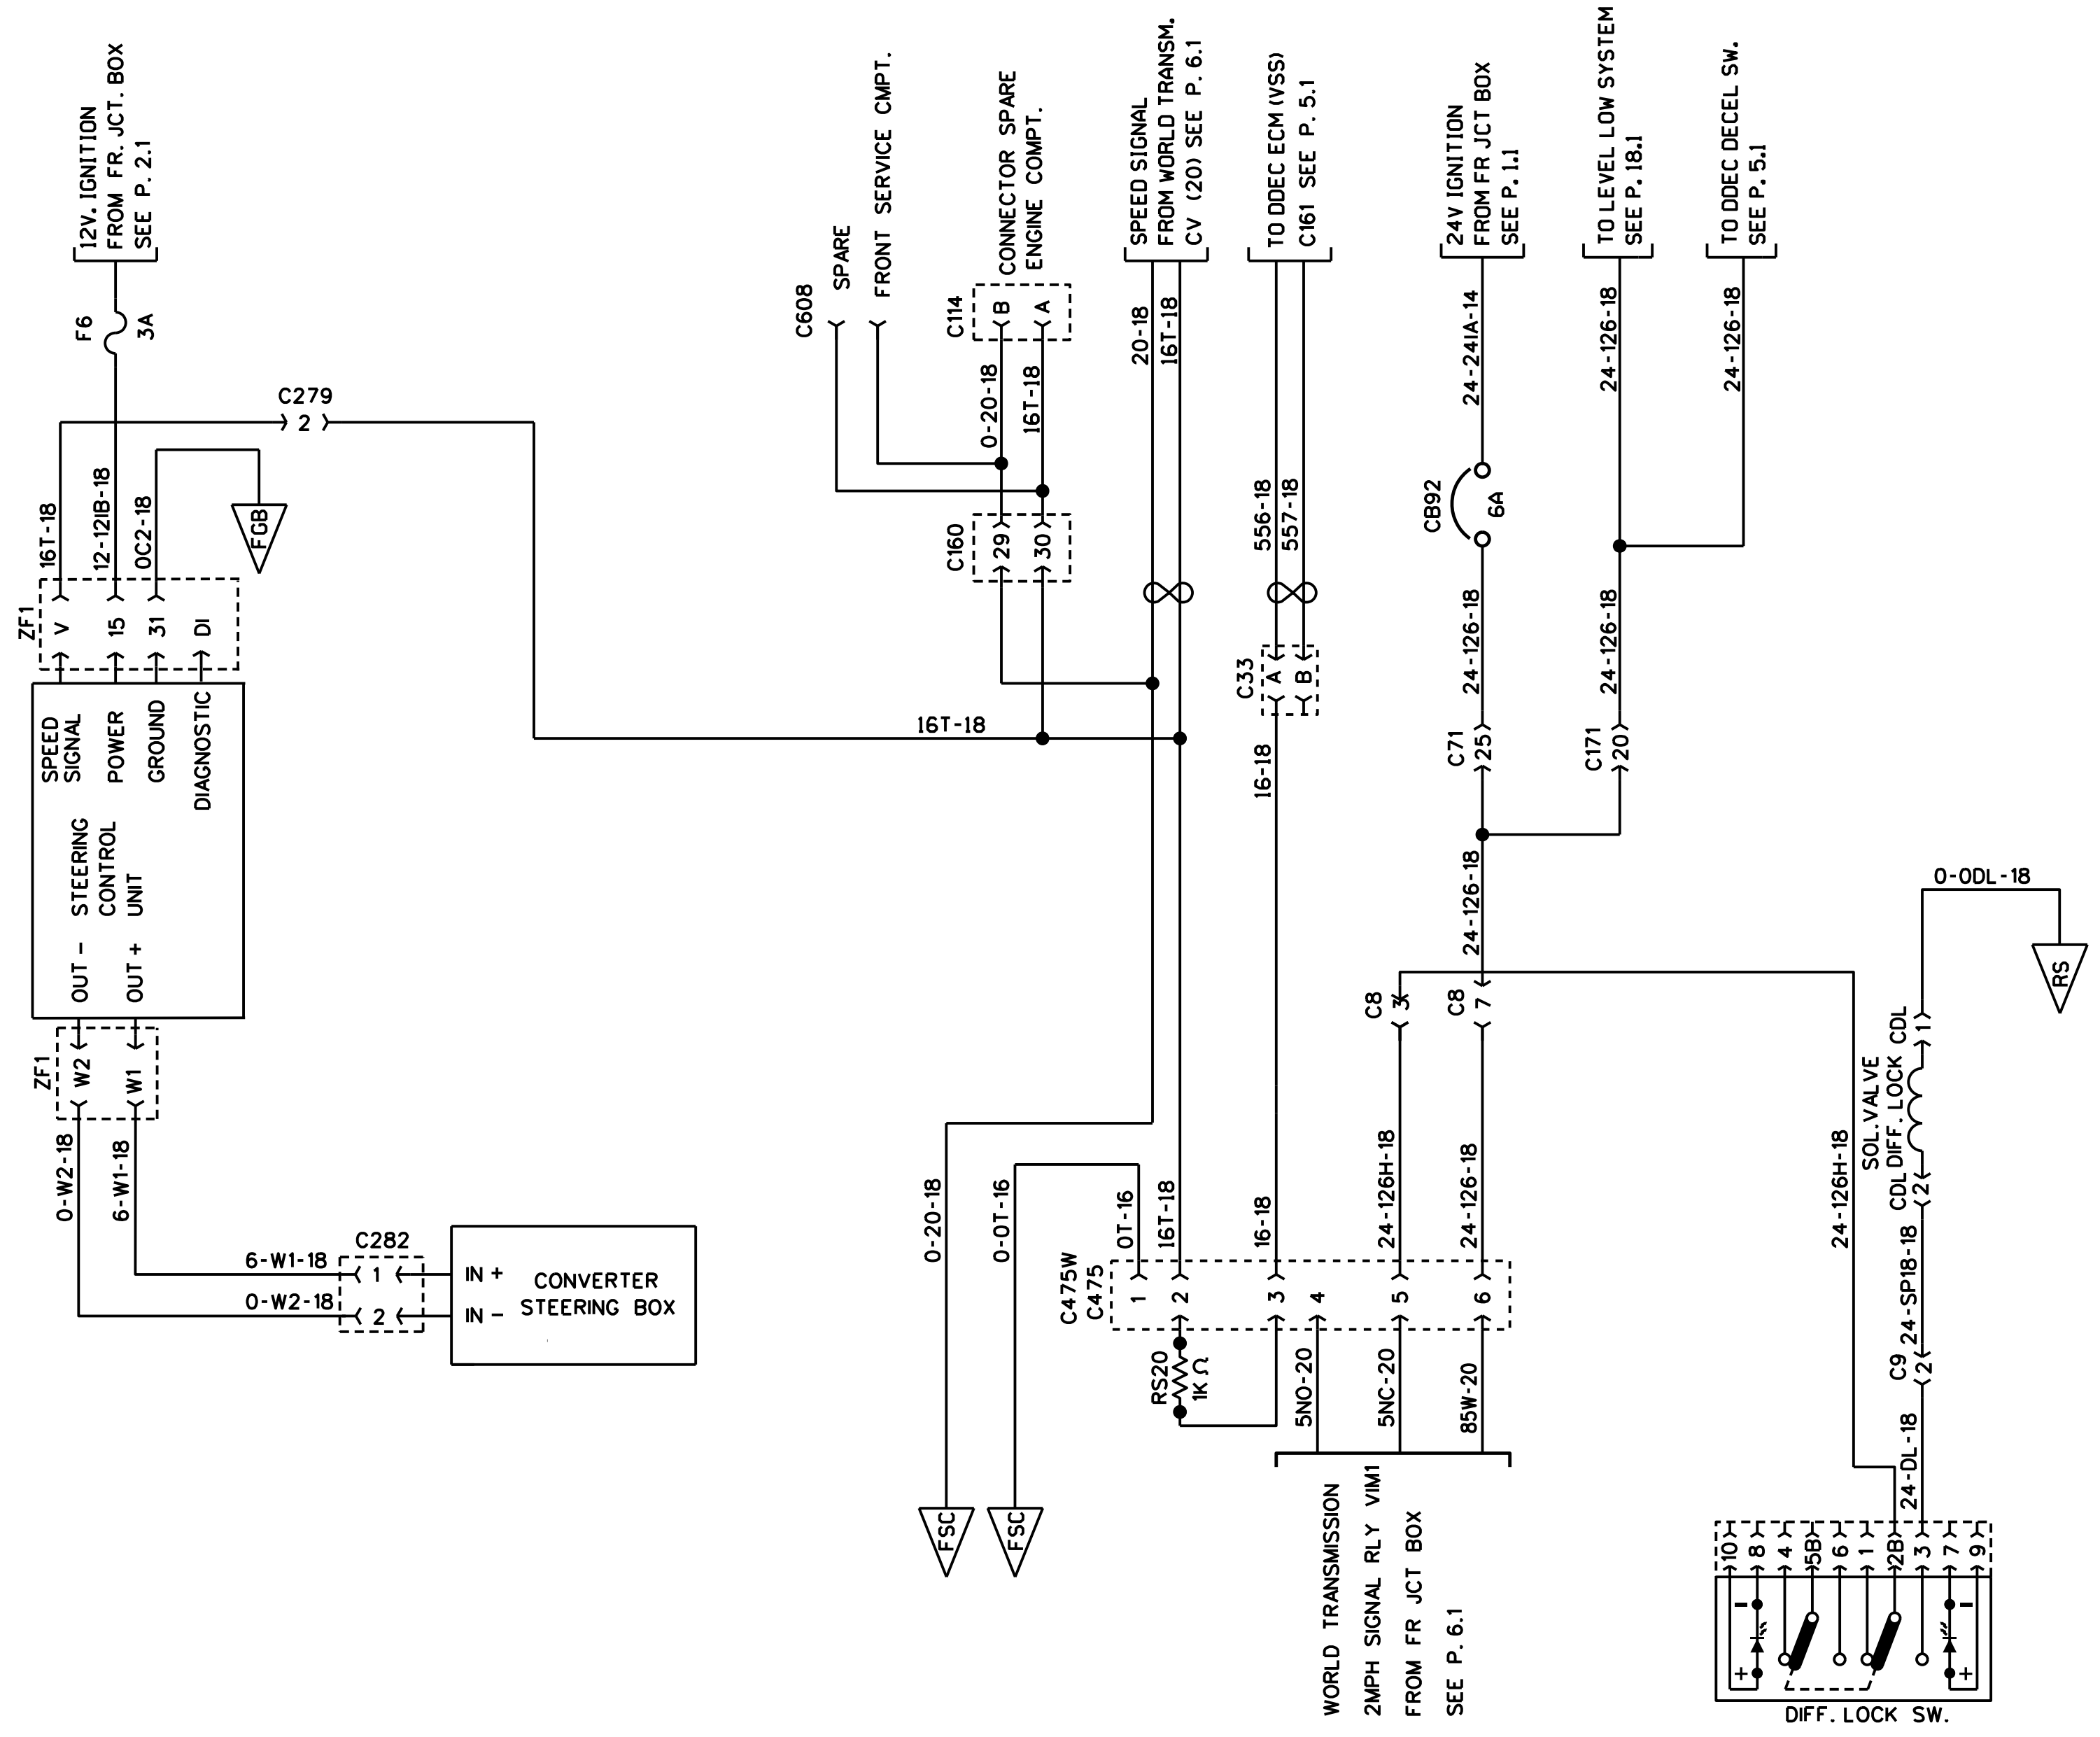 12V. IGNITION
FROM FR. JCT. BOX
SEE P. 2.1
F6
3A
C279
2
16T-18
12-12IB-18
0C2-18
FGB
ZF1
V
15
31
DI
SPEED
SIGNAL
POWER
GROUND
DIAGNOSTIC
STEERING
CONTROL
UNIT
OUT -
OUT +
ZF1
W2
W1
0-W2-18
6-W1-18
6-W1-18
0-W2-18
C282
1
2
IN +
IN -
CONVERTER
STEERING BOX
C608
SPARE
FRONT SERVICE CMPT.
C114
B
A
CONNECTOR SPARE
ENGINE COMPT.
0-20-18
16T-18
C160
29
30
16T-18
SPEED SIGNAL
FROM WORLD TRANSM.
CV (20) SEE P. 6.1
20-18
16T-18
TO DDEC ECM (VSS)
C161 SEE P. 5.1
556-18
557-18
C33
A
B
16-18
24V IGNITION
FROM FR JCT BOX
SEE P. 1.1
24-24IA-14
CB92
6A
24-126-18
C71
25
TO LEVEL LOW SYSTEM
SEE P. 18.1
24-126-18
24-126-18
C171
20
TO DDEC DECEL SW.
SEE P. 5.1
24-126-18
24-126-18
C8
3
C8
7
0-20-18
0-0T-16
0T-16
16T-18
16-18
24-126H-18
24-126-18
FSC
FSC
C475W
C475
1
2
3
4
5
6
RS20
1K Ω
5NO-20
5NC-20
85W-20
WORLD TRANSMISSION
2MPH SIGNAL RLY VIM1
FROM FR JCT BOX
SEE P. 6.1
24-126H-18
0-0DL-18
RS
CDL
1
SOL.VALVE
DIFF. LOCK
CDL
2
24-SP18-18
C9
2
24-DL-18
10
8
4
5B
6
1
2B
3
7
9
-
+
-
+
DIFF. LOCK SW.